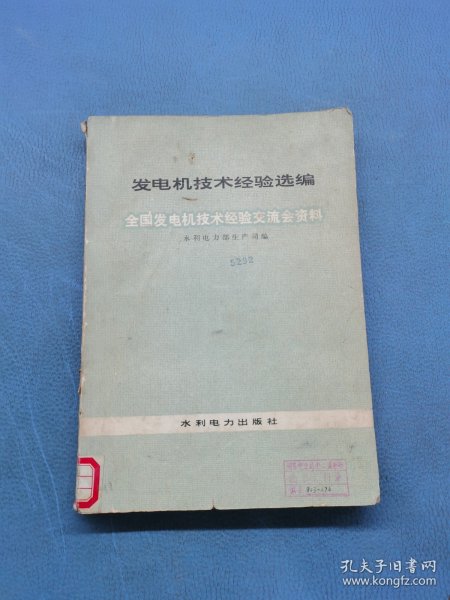 发电机技术经验选编
全国发电机技术经验交流会资料
水利电力部生产司编
5292
水利电力出版社
孔夫子旧书网
www.kongfz.com